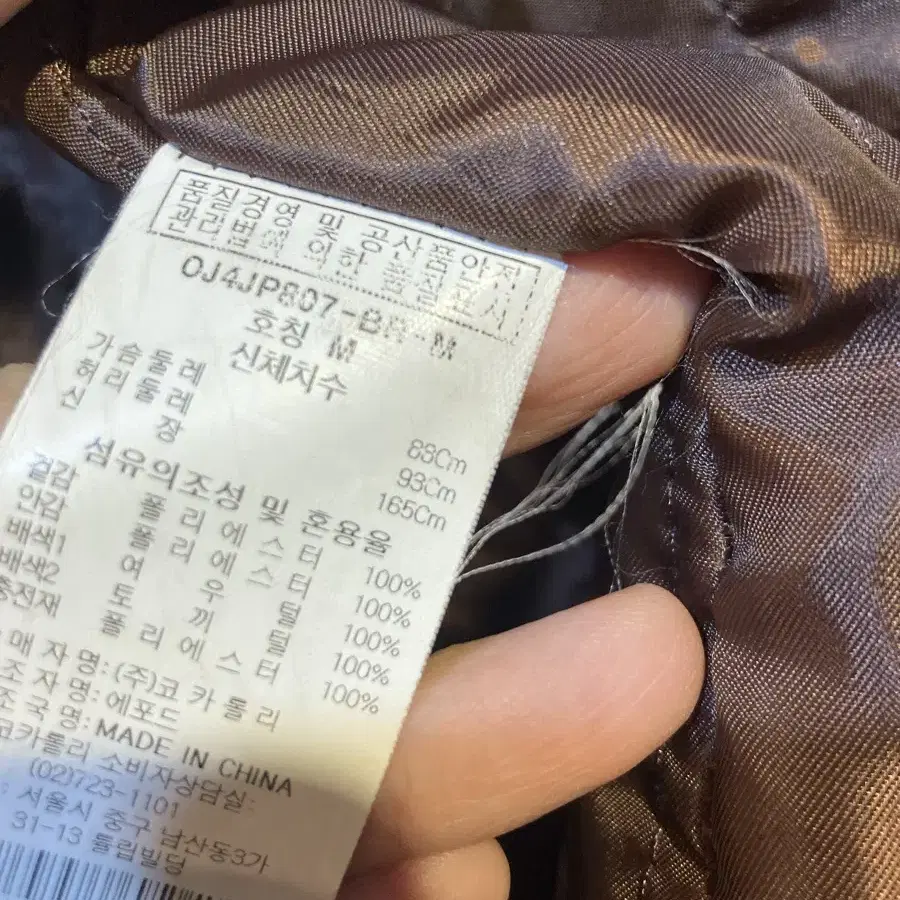 품질경영 및 공산품안전
관리법에 의한 품질표시
OJ4JP807-BR-M
호칭 M
신체치수
가슴둘레 88Cm
허리둘레 93Cm
신장 165Cm
섬유의조성 및 혼용율
겉감 폴리에스터 100%
안감 폴리에스터 100%
배색1 여우털 100%
배색2 토끼털 100%
충전재 폴리에스터 100%
매자명:(주)코카롤리
조자명:에포드
조국명:MADE IN CHINA
코카롤리 소비자상담실:
(02)723-1101
서울시 중구 남산동3가
31-13 톨립빌딩